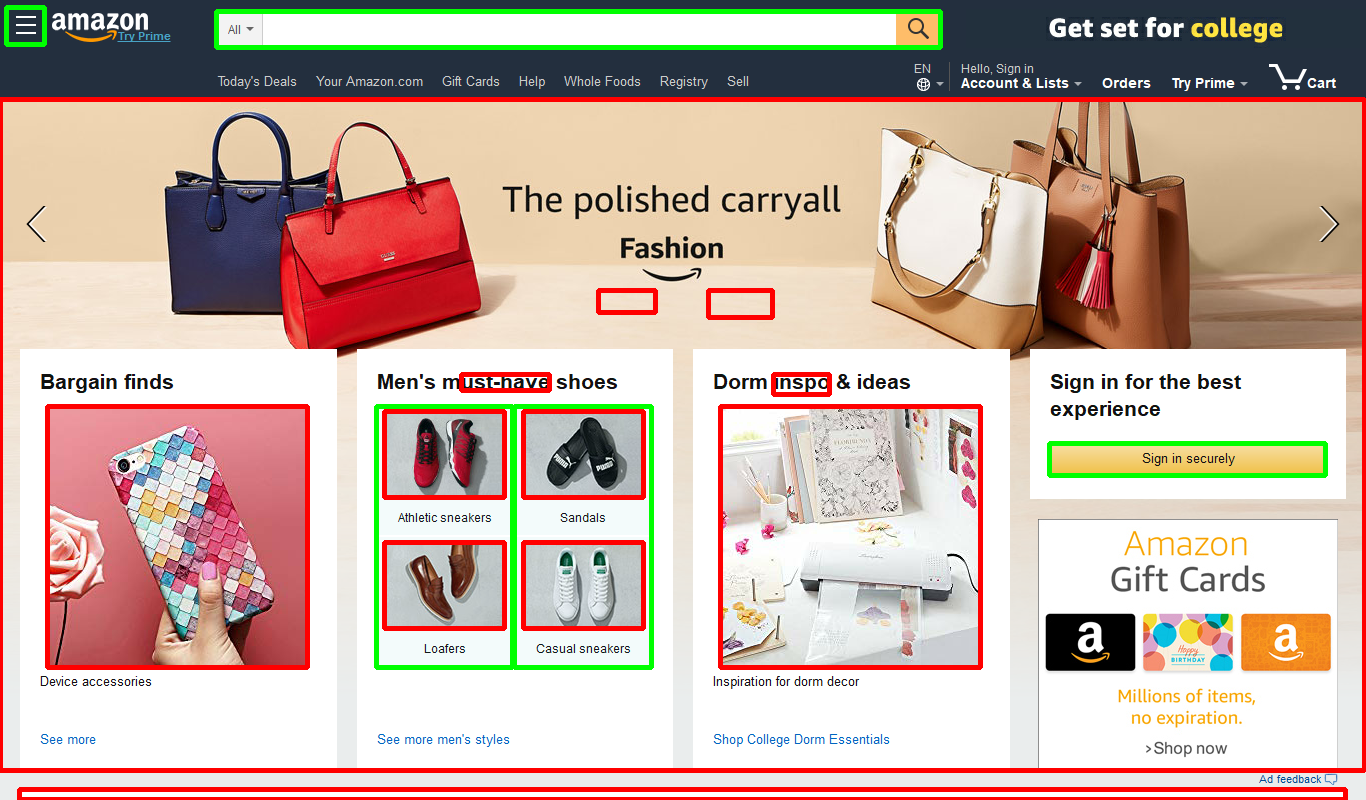 amazon
Try Prime
All
Get set for college
Today's Deals Your Amazon.com Gift Cards Help Whole Foods Registry Sell
EN
Hello, Sign in
Account & Lists
Orders
Try Prime
Cart
The polished carryall
Fashion
Bargain finds
Device accessories
See more
Men's must-have shoes
Athletic sneakers
Sandals
PUMA
PUMA
Loafers
Casual sneakers
See more men's styles
Dorm inspo & ideas
Inspiration for dorm decor
Shop College Dorm Essentials
Sign in for the best
experience
Sign in securely
Amazon
Gift Cards
a
Happy
BIRTHDAY
a
Millions of items,
no expiration.
›Shop now
Ad feedback